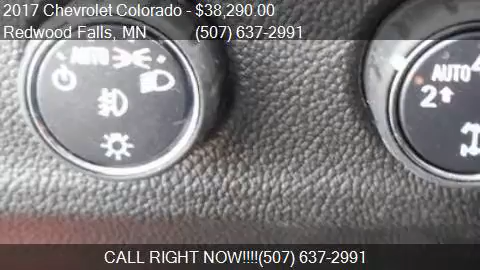 2017 Chevrolet Colorado - $38,290.00
Redwood Falls, MN (507) 637-2991
AUTO
AUTO
2
CALL RIGHT NOW!!!!(507) 637-2991